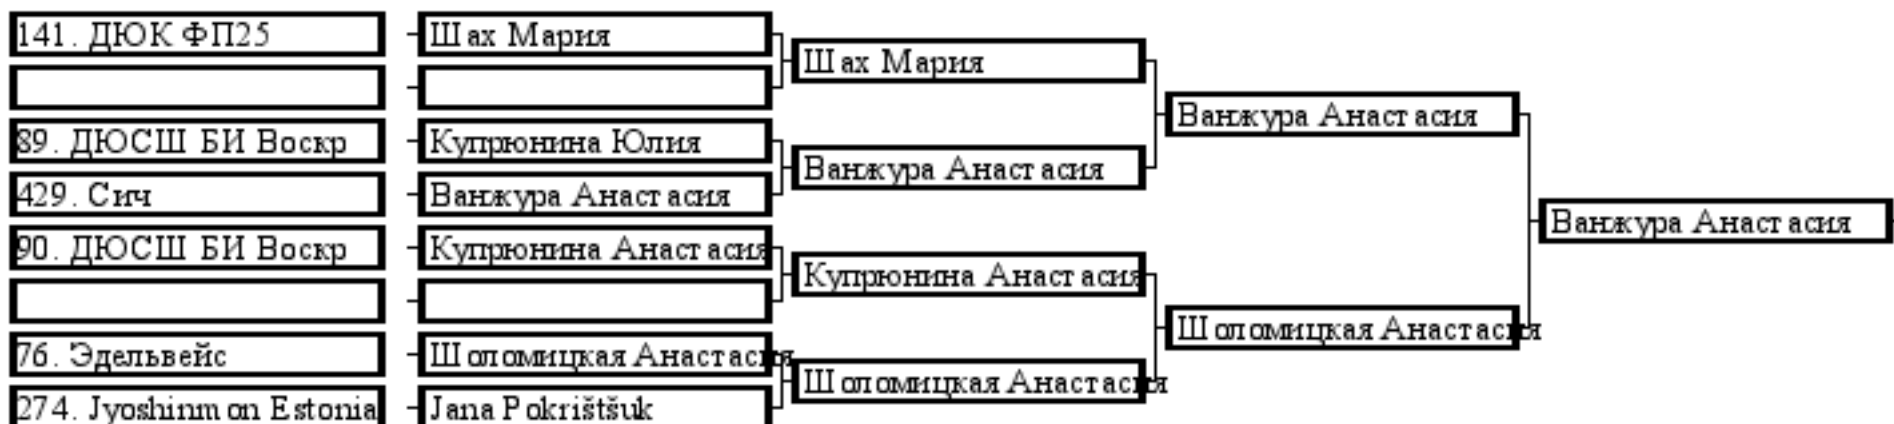 141. ДЮК ФП25
Шах Мария
Шах Мария
Ванжура Анастасия
89. ДЮСШ БИ Воскр
Купрюнина Юлия
Ванжура Анастасия
429. Сич
Ванжура Анастасия
Ванжура Анастасия
90. ДЮСШ БИ Воскр
Купрюнина Анастасия
Купрюнина Анастасия
Шоломицкая Анастасия
76. Эдельвейс
Шоломицкая Анастасия
Шоломицкая Анастасия
274. Jyoshinmon Estonia
Jana Pokrištšuk